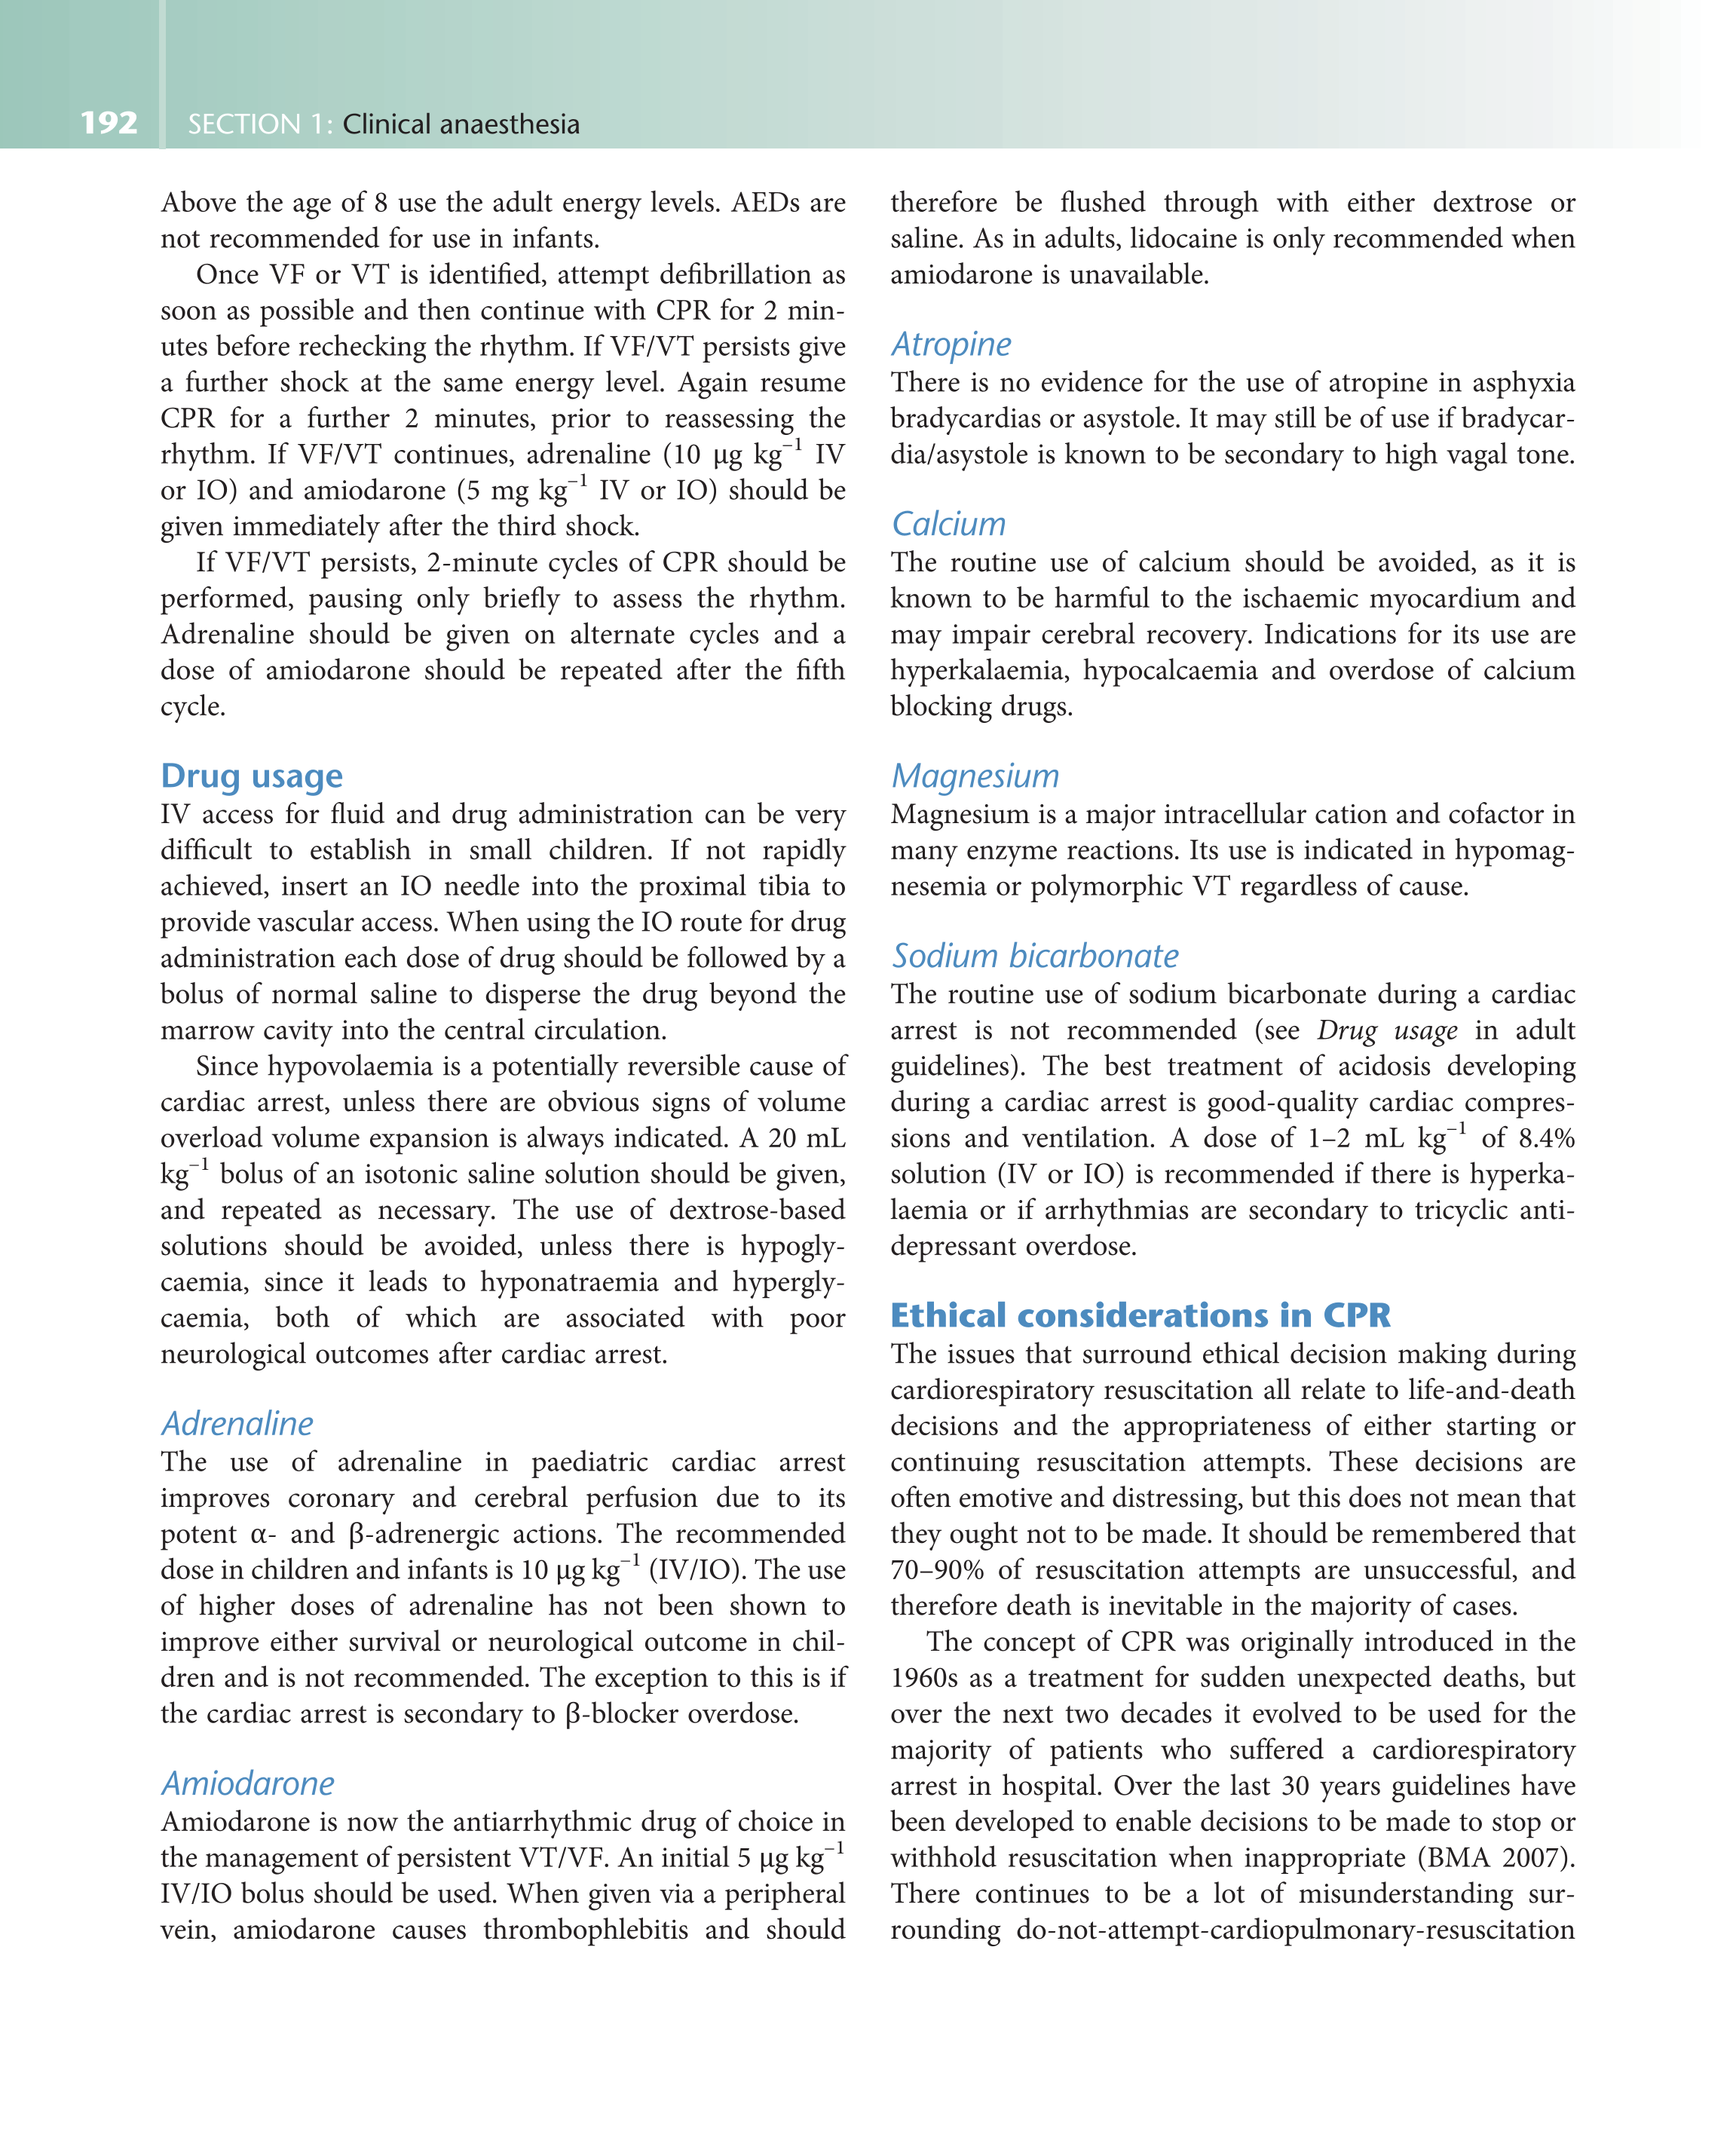 192 SECTION 1: Clinical anaesthesia
Above the age of 8 use the adult energy levels. AEDs are
not recommended for use in infants.
Once VF or VT is identified, attempt defibrillation as
soon as possible and then continue with CPR for 2 min-
utes before rechecking the rhythm. If VF/VT persists give
a further shock at the same energy level. Again resume
CPR for a further 2 minutes, prior to reassessing the
rhythm. If VF/VT continues, adrenaline (10 µg kg⁻¹ IV
or IO) and amiodarone (5 mg kg⁻¹ IV or IO) should be
given immediately after the third shock.
If VF/VT persists, 2-minute cycles of CPR should be
performed, pausing only briefly to assess the rhythm.
Adrenaline should be given on alternate cycles and a
dose of amiodarone should be repeated after the fifth
cycle.
Drug usage
IV access for fluid and drug administration can be very
difficult to establish in small children. If not rapidly
achieved, insert an IO needle into the proximal tibia to
provide vascular access. When using the IO route for drug
administration each dose of drug should be followed by a
bolus of normal saline to disperse the drug beyond the
marrow cavity into the central circulation.
Since hypovolaemia is a potentially reversible cause of
cardiac arrest, unless there are obvious signs of volume
overload volume expansion is always indicated. A 20 mL
kg⁻¹ bolus of an isotonic saline solution should be given,
and repeated as necessary. The use of dextrose-based
solutions should be avoided, unless there is hypogly-
caemia, since it leads to hyponatraemia and hypergly-
caemia, both of which are associated with poor
neurological outcomes after cardiac arrest.
Adrenaline
The use of adrenaline in paediatric cardiac arrest
improves coronary and cerebral perfusion due to its
potent α- and β-adrenergic actions. The recommended
dose in children and infants is 10 µg kg⁻¹ (IV/IO). The use
of higher doses of adrenaline has not been shown to
improve either survival or neurological outcome in chil-
dren and is not recommended. The exception to this is if
the cardiac arrest is secondary to β-blocker overdose.
Amiodarone
Amiodarone is now the antiarrhythmic drug of choice in
the management of persistent VT/VF. An initial 5 µg kg⁻¹
IV/IO bolus should be used. When given via a peripheral
vein, amiodarone causes thrombophlebitis and should
therefore be flushed through with either dextrose or
saline. As in adults, lidocaine is only recommended when
amiodarone is unavailable.
Atropine
There is no evidence for the use of atropine in asphyxia
bradycardias or asystole. It may still be of use if bradycar-
dia/asystole is known to be secondary to high vagal tone.
Calcium
The routine use of calcium should be avoided, as it is
known to be harmful to the ischaemic myocardium and
may impair cerebral recovery. Indications for its use are
hyperkalaemia, hypocalcaemia and overdose of calcium
blocking drugs.
Magnesium
Magnesium is a major intracellular cation and cofactor in
many enzyme reactions. Its use is indicated in hypomag-
nesemia or polymorphic VT regardless of cause.
Sodium bicarbonate
The routine use of sodium bicarbonate during a cardiac
arrest is not recommended (see Drug usage in adult
guidelines). The best treatment of acidosis developing
during a cardiac arrest is good-quality cardiac compres-
sions and ventilation. A dose of 1–2 mL kg⁻¹ of 8.4%
solution (IV or IO) is recommended if there is hyperka-
laemia or if arrhythmias are secondary to tricyclic anti-
depressant overdose.
Ethical considerations in CPR
The issues that surround ethical decision making during
cardiorespiratory resuscitation all relate to life-and-death
decisions and the appropriateness of either starting or
continuing resuscitation attempts. These decisions are
often emotive and distressing, but this does not mean that
they ought not to be made. It should be remembered that
70–90% of resuscitation attempts are unsuccessful, and
therefore death is inevitable in the majority of cases.
The concept of CPR was originally introduced in the
1960s as a treatment for sudden unexpected deaths, but
over the next two decades it evolved to be used for the
majority of patients who suffered a cardiorespiratory
arrest in hospital. Over the last 30 years guidelines have
been developed to enable decisions to be made to stop or
withhold resuscitation when inappropriate (BMA 2007).
There continues to be a lot of misunderstanding sur-
rounding do-not-attempt-cardiopulmonary-resuscitation